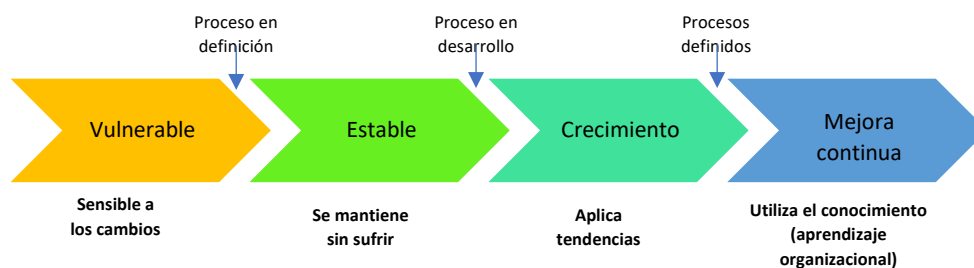 Proceso en
definición
Proceso en
desarrollo
Procesos
definidos
Vulnerable
Estable
Crecimiento
Mejora
continua
Sensible a
los cambios
Se mantiene
sin sufrir
Aplica
tendencias
Utiliza el conocimiento
(aprendizaje
organizacional)